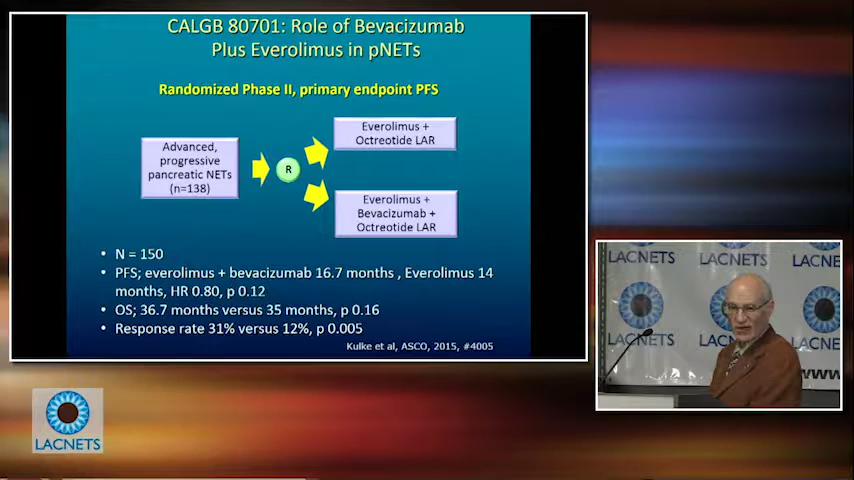 CALGB 80701: Role of Bevacizumab
Plus Everolimus in pNETs
Randomized Phase II, primary endpoint PFS
Advanced,
progressive
pancreatic NETs
(n=138)
R
Everolimus +
Octreotide LAR
Everolimus +
Bevacizumab +
Octreotide LAR
• N = 150
• PFS; everolimus + bevacizumab 16.7 months , Everolimus 14
months, HR 0.80, p 0.12
• OS; 36.7 months versus 35 months, p 0.16
• Response rate 31% versus 12%, p 0.005
Kulke et al, ASCO, 2015, #4005
LACNETS
LACNETS
LACNE
LACNETS
LACNETS
www
LACNETS